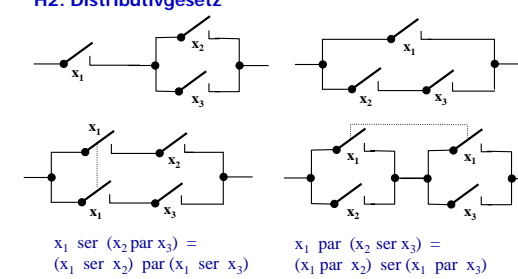 H2: Distributivgesetz
x₂
x₁
x₃
x₁
x₂ x₃
x₁
x₂
x₁ x₃
x₁ x₁
x₂ x₃
x₁ ser (x₂ par x₃) =
(x₁ ser x₂) par (x₁ ser x₃)
x₁ par (x₂ ser x₃) =
(x₁ par x₂) ser (x₁ par x₃)